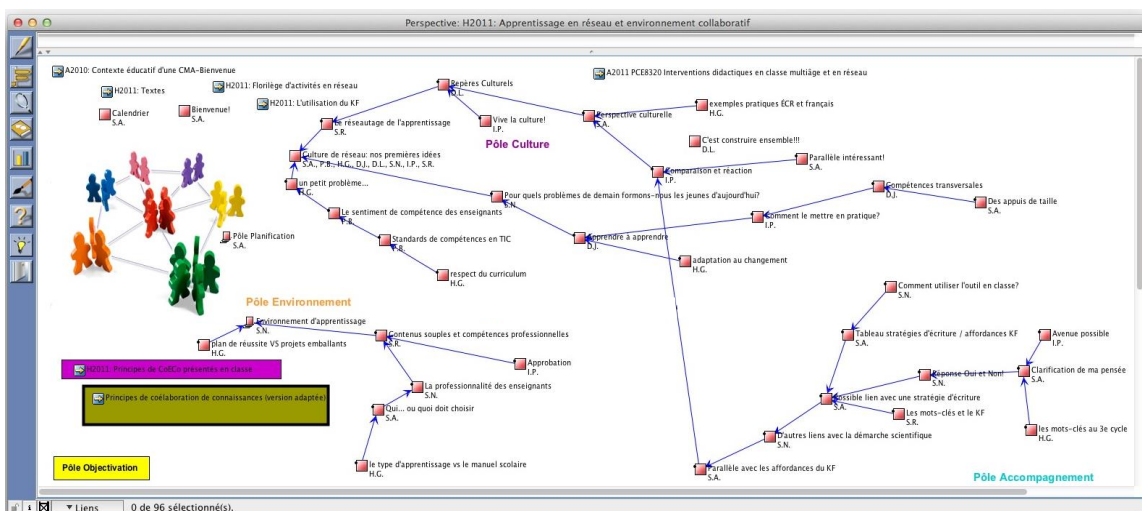 Perspective: H2011: Apprentissage en réseau et environnement collaboratif
A2010: Contexte éducatif d'une CMA-Bienvenue
H2011: Textes
H2011: Florilège d'activités en réseau
H2011: L'utilisation du KF
Calendrier
S.A.
Bienvenue!
S.A.
Repères Culturels
D.L.
A2011 PCE8320 Interventions didactiques en classe multiâge et en réseau
Le réseautage de l'apprentissage
S.R.
Vive la culture!
I.P.
Pôle Culture
Perspective culturelle
S.A.
exemples pratiques ÉCR et français
H.G.
C'est construire ensemble!!!
D.L.
Culture de réseau: nos premières idées
S.A., P.B., H.G., D.J., D.L., S.N., I.P., S.R.
Comparaison et réaction
I.P.
Parallèle intéressant!
S.A.
un petit problème...
H.G.
Pour quels problèmes de demain formons-nous les jeunes d'aujourd'hui?
S.N.
Compétences transversales
D.J.
Des appuis de taille
S.A.
Le sentiment de compétence des enseignants
P.B.
Comment le mettre en pratique?
I.P.
Pôle Planification
S.A.
Standards de compétences en TIC
P.B.
Apprendre à apprendre
D.J.
adaptation au changement
H.G.
respect du curriculum
H.G.
Pôle Environnement
Environnement d'apprentissage
S.N.
plan de réussite VS projets emballants
H.G.
Contenus souples et compétences professionnelles
S.R.
Approbation
I.P.
Comment utiliser l'outil en classe?
S.N.
Tableau stratégies d'écriture / affordances KF
S.A.
Avenue possible
I.P.
H2011: Principes de CoÉCo présentés en classe
Principes de coélaboration de connaissances (version adaptée)
La professionnalité des enseignants
S.N.
Réponse Oui et Non!
S.N.
Clarification de ma pensée
S.A.
Qui... ou quoi doit choisir
S.A.
Possible lien avec une stratégie d'écriture
S.A.
Les mots-clés et le KF
S.R.
les mots-clés au 3e cycle
H.G.
D'autres liens avec la démarche scientifique
S.N.
le type d'apprentissage vs le manuel scolaire
H.G.
Parallèle avec les affordances du KF
S.A.
Pôle Objectivation
Pôle Accompagnement
Liens
0 de 96 sélectionné(s).